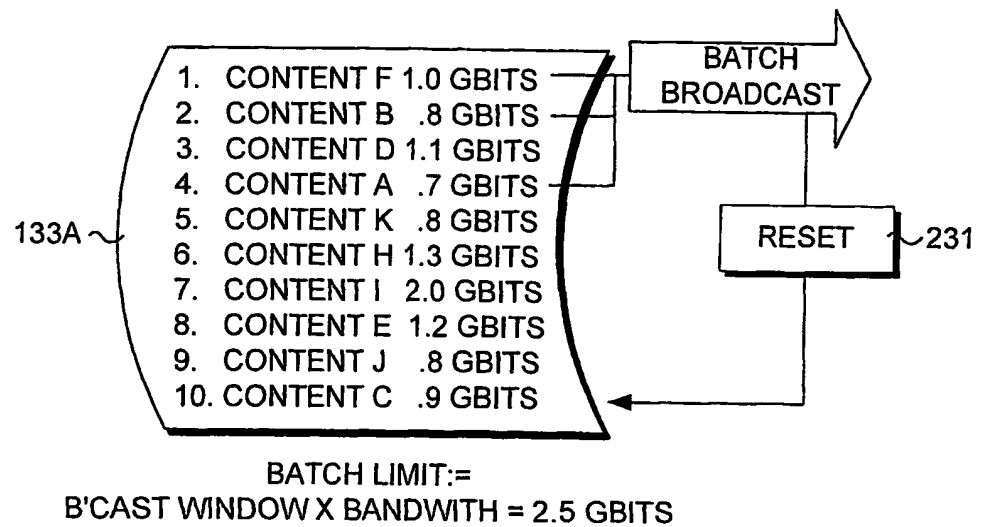 1. CONTENT F 1.0 GBITS
2. CONTENT B .8 GBITS
3. CONTENT D 1.1 GBITS
4. CONTENT A .7 GBITS
5. CONTENT K .8 GBITS
6. CONTENT H 1.3 GBITS
7. CONTENT I 2.0 GBITS
8. CONTENT E 1.2 GBITS
9. CONTENT J .8 GBITS
10. CONTENT C .9 GBITS
BATCH
BROADCAST
133A
RESET
231
BATCH LIMIT:=
B'CAST WINDOW X BANDWITH = 2.5 GBITS